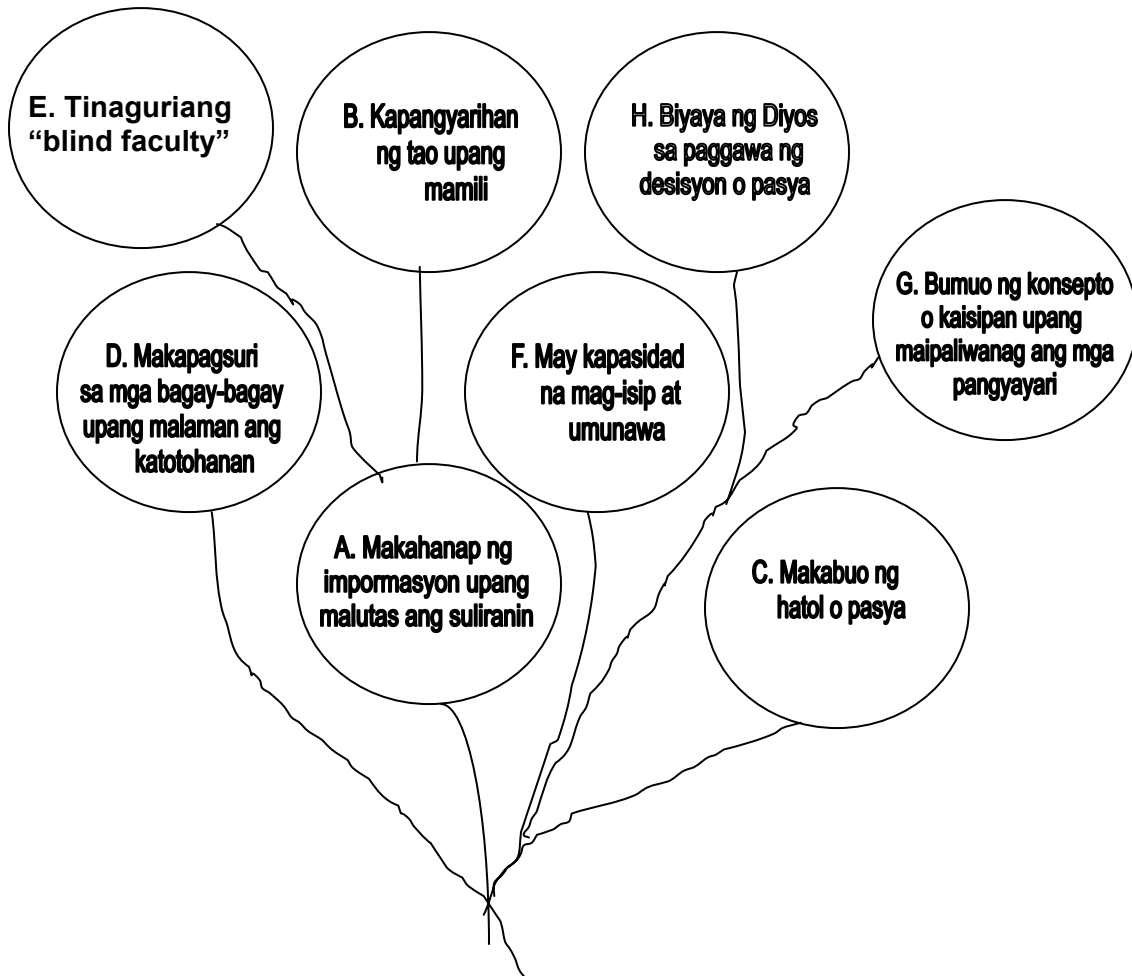 E. Tinaguriang
“blind faculty”
B. Kapangyarihan
ng tao upang
mamili
H. Biyaya ng Diyos
sa paggawa ng
desisyon o pasya
G. Bumuo ng konsepto
o kaisipan upang
maipaliwanag ang mga
pangyayari
D. Makapagsuri
sa mga bagay-bagay
upang malaman ang
katotohanan
F. May kapasidad
na mag-isip at
umunawa
A. Makahanap ng
impormasyon upang
malutas ang suliranin
C. Makabuo ng
hatol o pasya